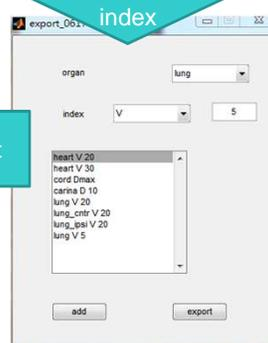 index
export_061
organ lung
index V 5
heart V 20
heart V 30
cord Dmax
carina D 10
lung V 20
lung_cntr V 20
lung_ipsi V 20
lung V 5
add export